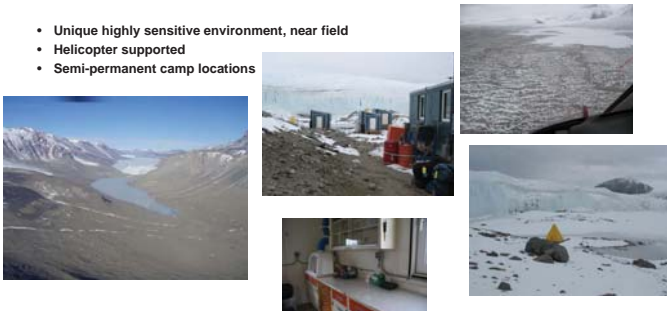 • Unique highly sensitive environment, near field
• Helicopter supported
• Semi-permanent camp locations